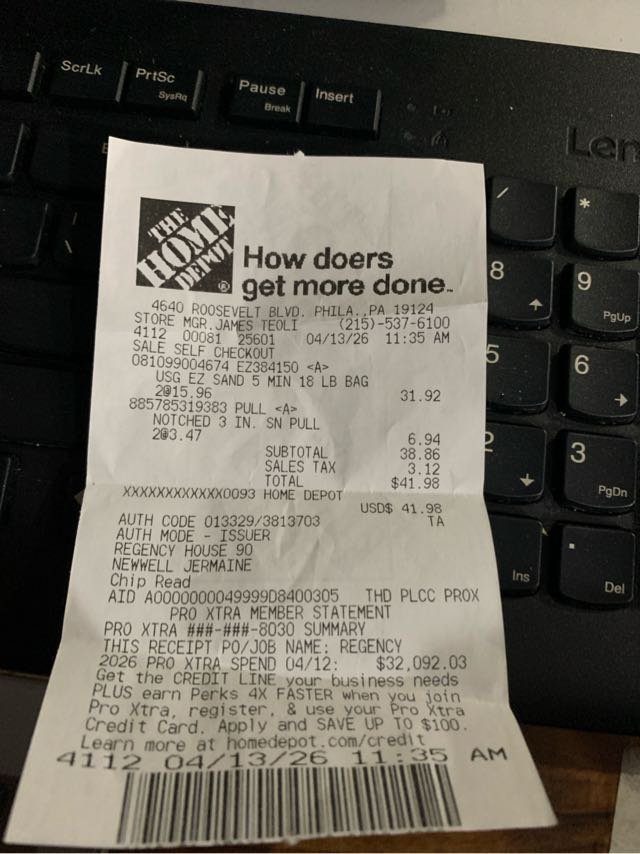 ScrLk
PrtSc
SysRq
Pause
Break
Insert
Len
/
*
8
9
PgUp
5
6
2
3
PgDn
Ins
.
Del
THE
HOME
DEPOT
®
How doers
get more done™
4640 ROOSEVELT BLVD. PHILA.,PA 19124
STORE MGR.JAMES TEOLI (215)-537-6100
4112 00081 25601 04/13/26 11:35 AM
SALE SELF CHECKOUT
081099004674 EZ384150 <A>
USG EZ SAND 5 MIN 18 LB BAG
2@15.96 31.92
885785319383 PULL <A>
NOTCHED 3 IN. SN PULL
2@3.47 6.94
SUBTOTAL 38.86
SALES TAX 3.12
TOTAL $41.98
XXXXXXXXXXXX0093 HOME DEPOT
USD$ 41.98
AUTH CODE 013329/3813703 TA
AUTH MODE - ISSUER
REGENCY HOUSE 90
NEWWELL JERMAINE
Chip Read
AID A0000000049999D8400305 THD PLCC PROX
PRO XTRA MEMBER STATEMENT
PRO XTRA ###-###-8030 SUMMARY
THIS RECEIPT PO/JOB NAME: REGENCY
2026 PRO XTRA SPEND 04/12: $32,092.03
Get the CREDIT LINE your business needs
PLUS earn Perks 4X FASTER when you join
Pro Xtra, register, & use your Pro Xtra
Credit Card. Apply and SAVE UP TO $100.
Learn more at homedepot.com/credit
4112 04/13/26 11:35 AM